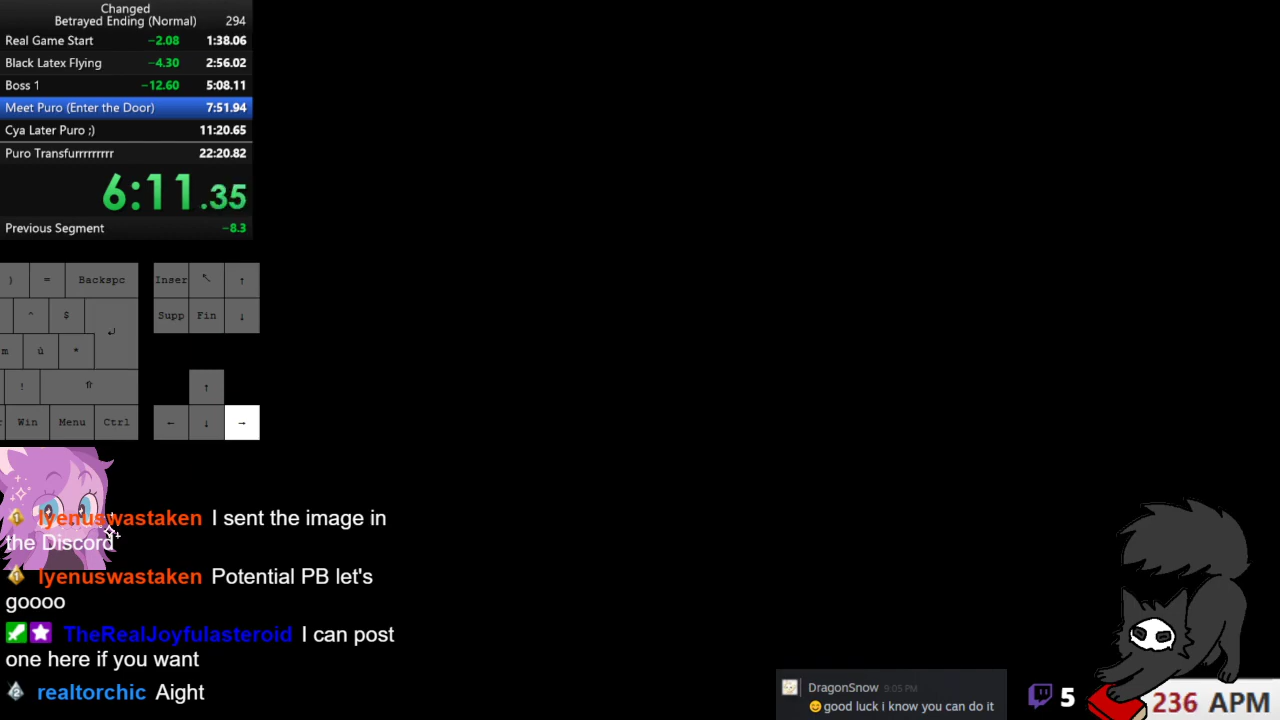 Changed
Betrayed Ending (Normal) 294
Real Game Start -2.08 1:38.06
Black Latex Flying -4.30 2:56.02
Boss 1 -12.60 5:08.11
Meet Puro (Enter the Door) 7:51.94
Cya Later Puro ;) 11:20.65
Puro Transfurrrrrrrrr 22:20.82
6:11.35
Previous Segment -8.3
) = Backspc Inser ↖ ↑
^ $ ↵ Supp Fin ↓
m ù *
! ⇧ ↑
Win Menu Ctrl ← ↓ →
lyenuswastaken I sent the image in
the Discord
lyenuswastaken Potential PB let's
goooo
TheRealJoyfulasteroid I can post
one here if you want
realtorchic Aight
DragonSnow 9:05 PM
😊good luck i know you can do it
5
236 APM